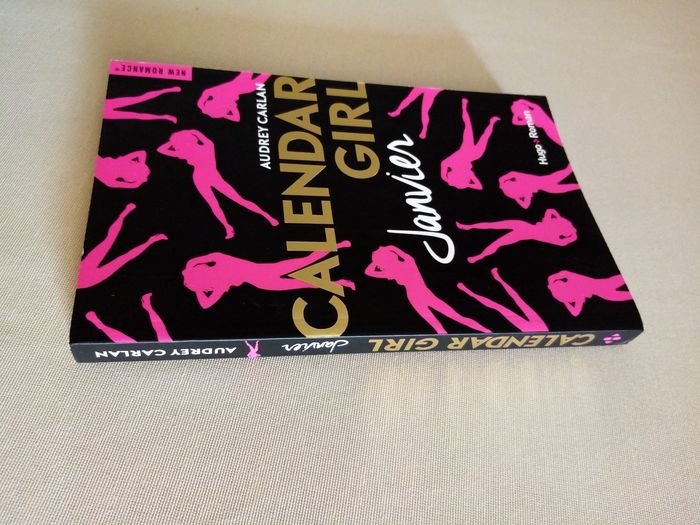 NEW ROMANCE®
AUDREY CARLAN
CALENDAR
GIRL
Janvier
Hugo+Roman
AUDREY CARLAN
Janvier
CALENDAR GIRL